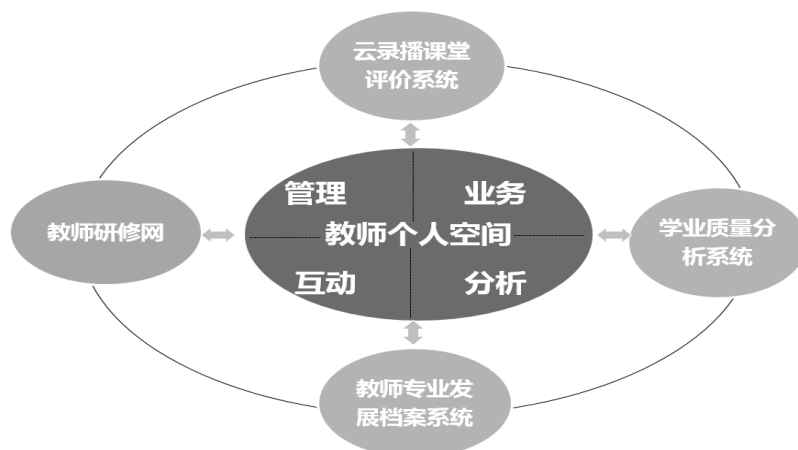 云录播课堂
评价系统
管理
业务
教师研修网
教师个人空间
学业质量分
析系统
互动
分析
教师专业发
展档案系统